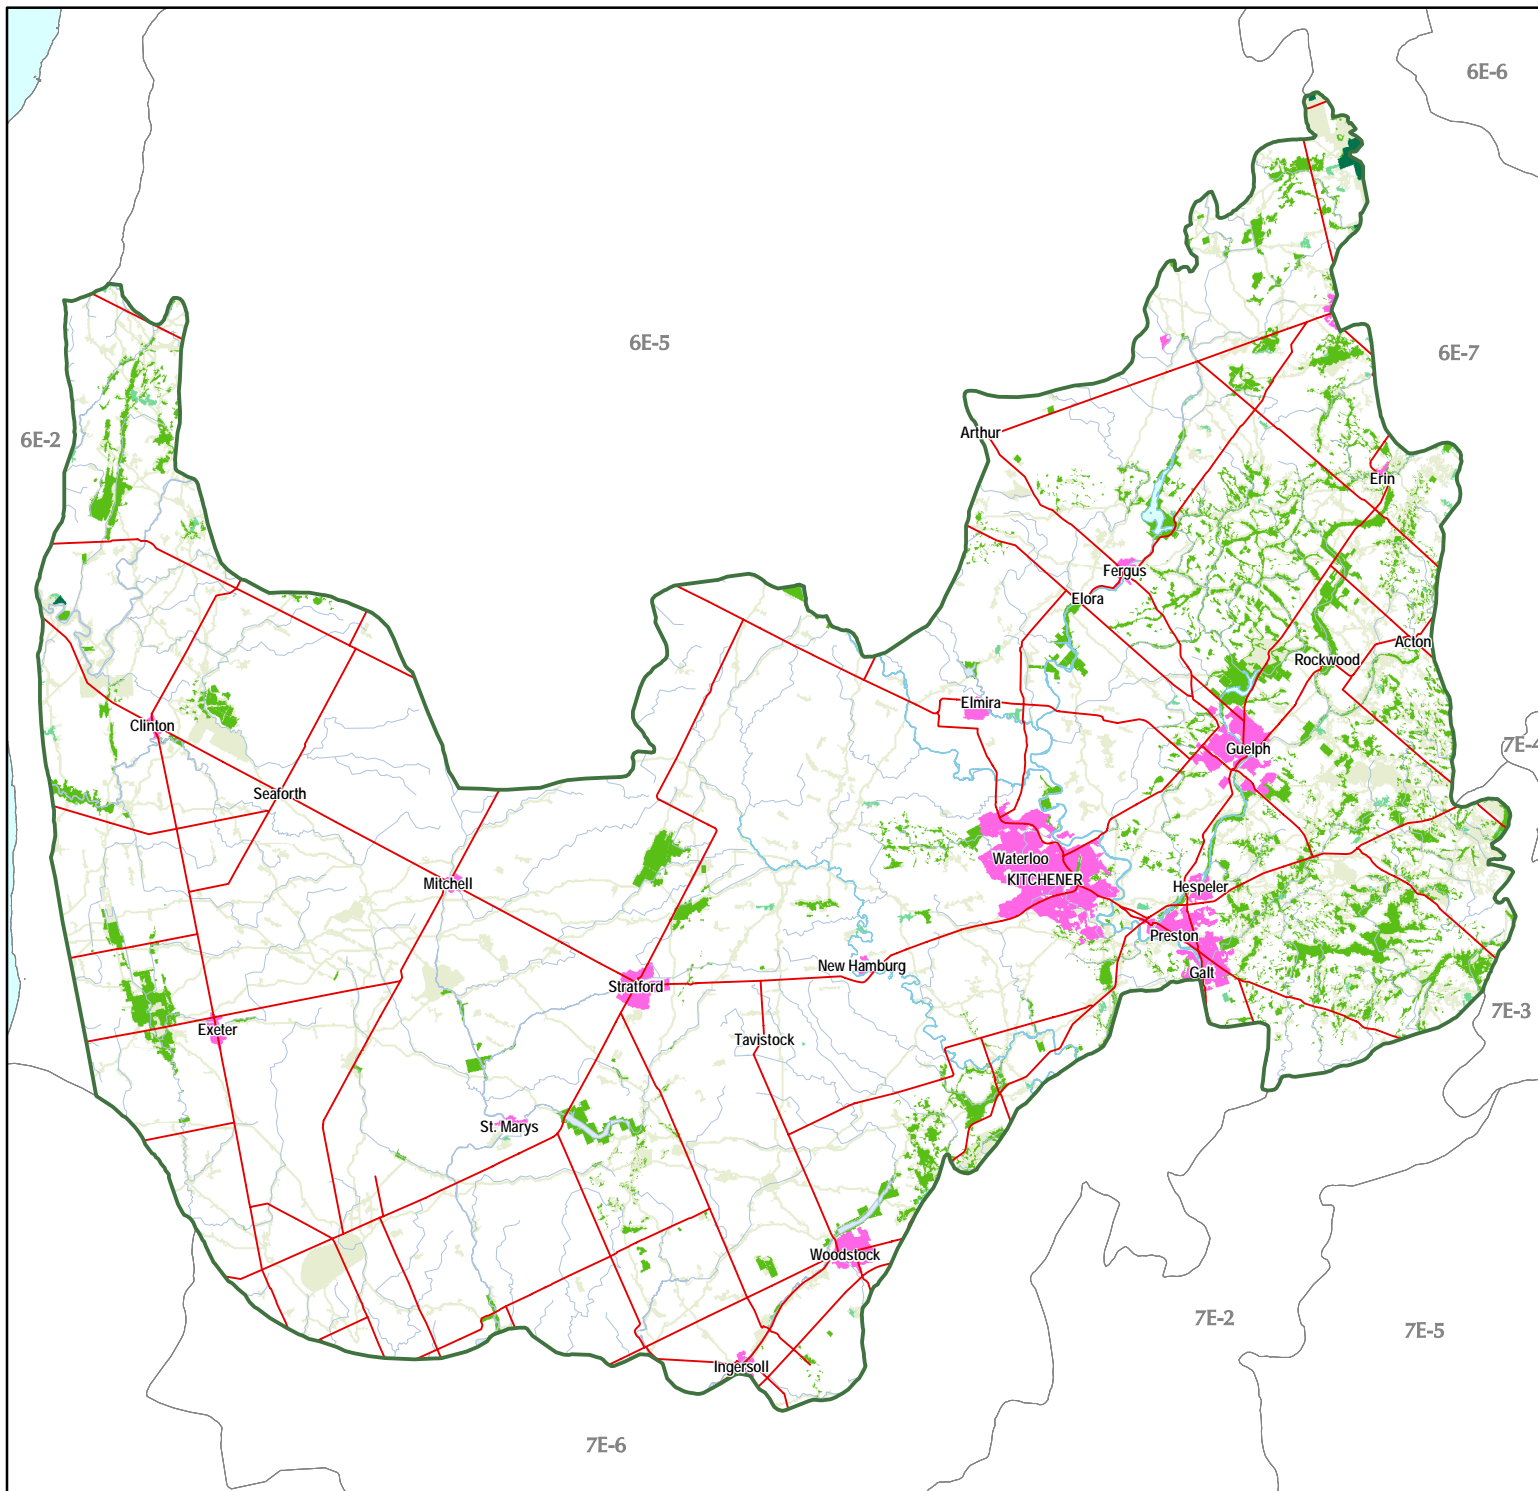 6E-6
6E-5
6E-7
6E-2
Arthur
Erin
Fergus
Elora
Acton
Rockwood
Elmira
Clinton
Guelph
7E-4
Seaforth
Waterloo
KITCHENER
Mitchell
Hespeler
Preston
New Hamburg
Galt
Stratford
7E-3
Exeter
Tavistock
St. Marys
Woodstock
7E-2
7E-5
Ingersoll
7E-6